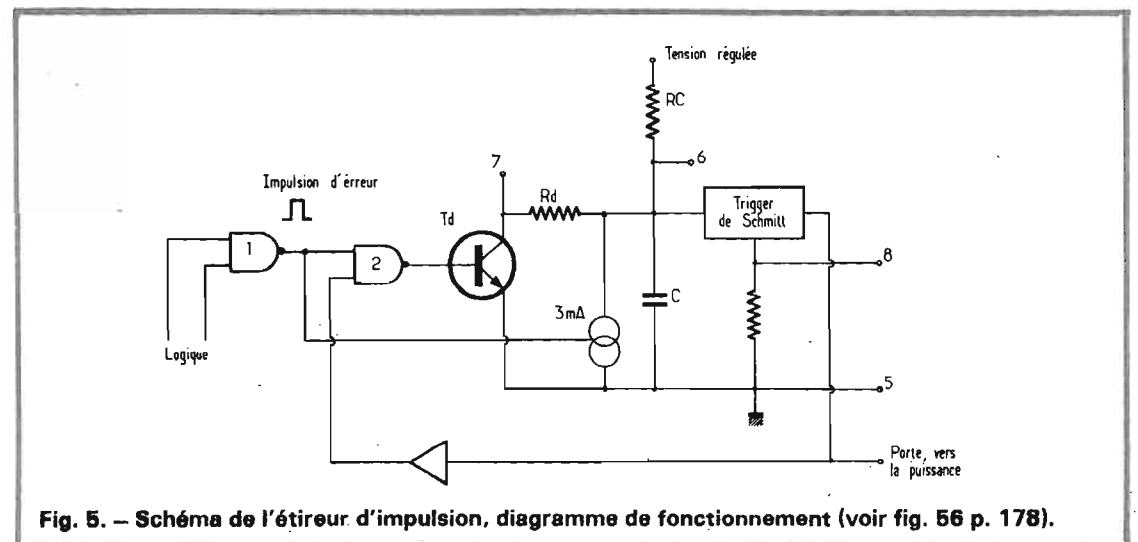 Tension régulée
RC
6
7
Impulsion d'érreur
Rd
Td
Trigger
de Schmitt
1
2
8
3mA
C
Logique
5
Porte, vers
la puissance
Fig. 5. – Schéma de l'étireur d'impulsion, diagramme de fonctionnement (voir fig. 56 p. 178).